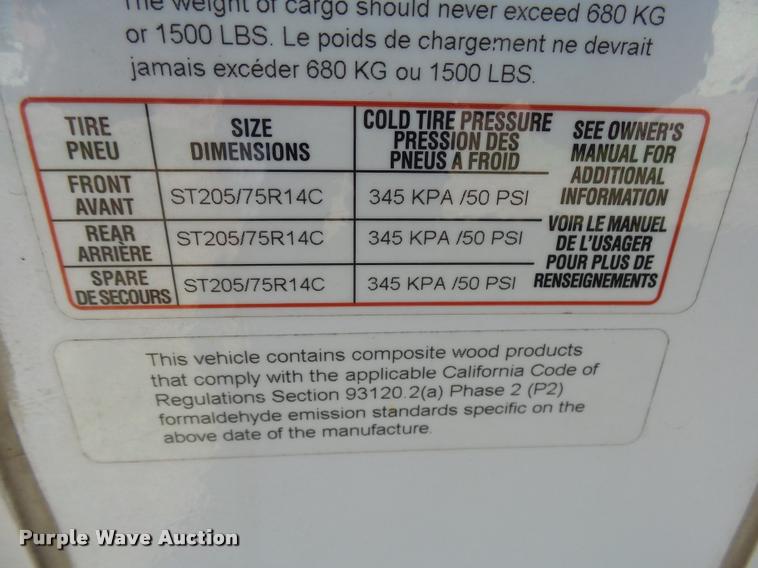 The weight of cargo should never exceed 680 KG
or 1500 LBS. Le poids de chargement ne devrait
jamais excéder 680 KG ou 1500 LBS.
TIRE
PNEU
SIZE
DIMENSIONS
COLD TIRE PRESSURE
PRESSION DES
PNEUS A FROID
SEE OWNER'S
MANUAL FOR
ADDITIONAL
INFORMATION
FRONT
AVANT
ST205/75R14C
345 KPA /50 PSI
REAR
ARRIÈRE
ST205/75R14C
345 KPA /50 PSI
VOIR LE MANUEL
DE L'USAGER
POUR PLUS DE
RENSEIGNEMENTS
SPARE
DE SECOURS
ST205/75R14C
345 KPA /50 PSI
This vehicle contains composite wood products
that comply with the applicable California Code of
Regulations Section 93120.2(a) Phase 2 (P2)
formaldehyde emission standards specific on the
above date of the manufacture.
Purple Wave Auction